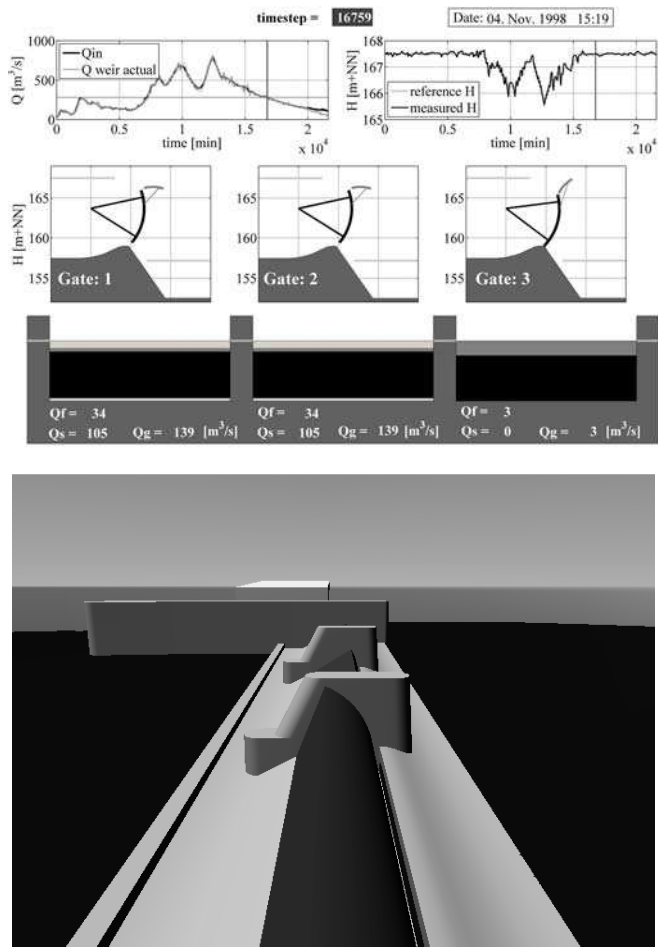 timestep = 16759
Date: 04. Nov. 1998 15:19
Q [m³/s]
1000
500
0
Qin
Q weir actual
0
0.5
1
1.5
2
time [min]
x 10⁴
H [m+NN]
168
167
166
165
reference H
measured H
0
0.5
1
1.5
2
time [min]
x 10⁴
H [m+NN]
165
160
155
Gate: 1
165
160
155
Gate: 2
165
160
155
Gate: 3
Qf = 34
Qs = 105 Qg = 139 [m³/s]
Qf = 34
Qs = 105 Qg = 139 [m³/s]
Qf = 3
Qs = 0 Qg = 3 [m³/s]